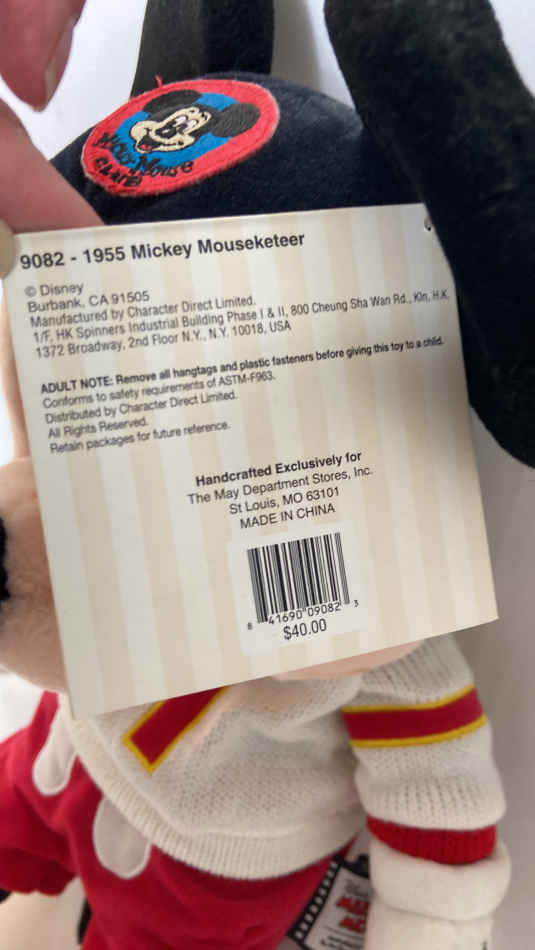 MICKEY MOUSE
CLUB
9082 - 1955 Mickey Mouseketeer
© Disney
Burbank, CA 91505
Manufactured by Character Direct Limited.
1/F, HK Spinners Industrial Building Phase I & II, 800 Cheung Sha Wan Rd., Kln, H.K.
1372 Broadway, 2nd Floor N.Y., N.Y. 10018, USA
ADULT NOTE: Remove all hangtags and plastic fasteners before giving this toy to a child.
Conforms to safety requirements of ASTM-F963.
Distributed by Character Direct Limited.
All Rights Reserved.
Retain packages for future reference.
Handcrafted Exclusively for
The May Department Stores, Inc.
St Louis, MO 63101
MADE IN CHINA
8 41690 09082 3
$40.00